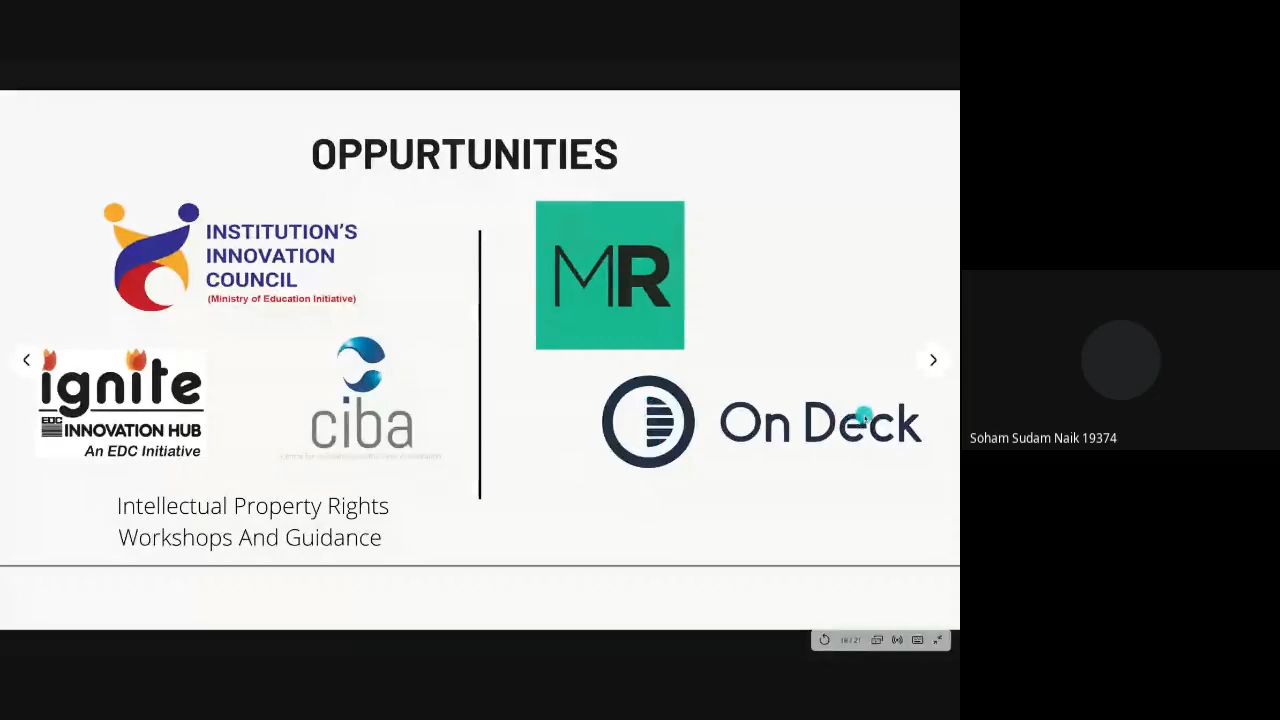 OPPURTUNITIES
INSTITUTION'S
INNOVATION
COUNCIL
(Ministry of Education Initiative)
ignite
EDC INNOVATION HUB
An EDC Initiative
ciba
Intellectual Property Rights
Workshops And Guidance
MR
On Deck
Soham Sudam Naik 19374